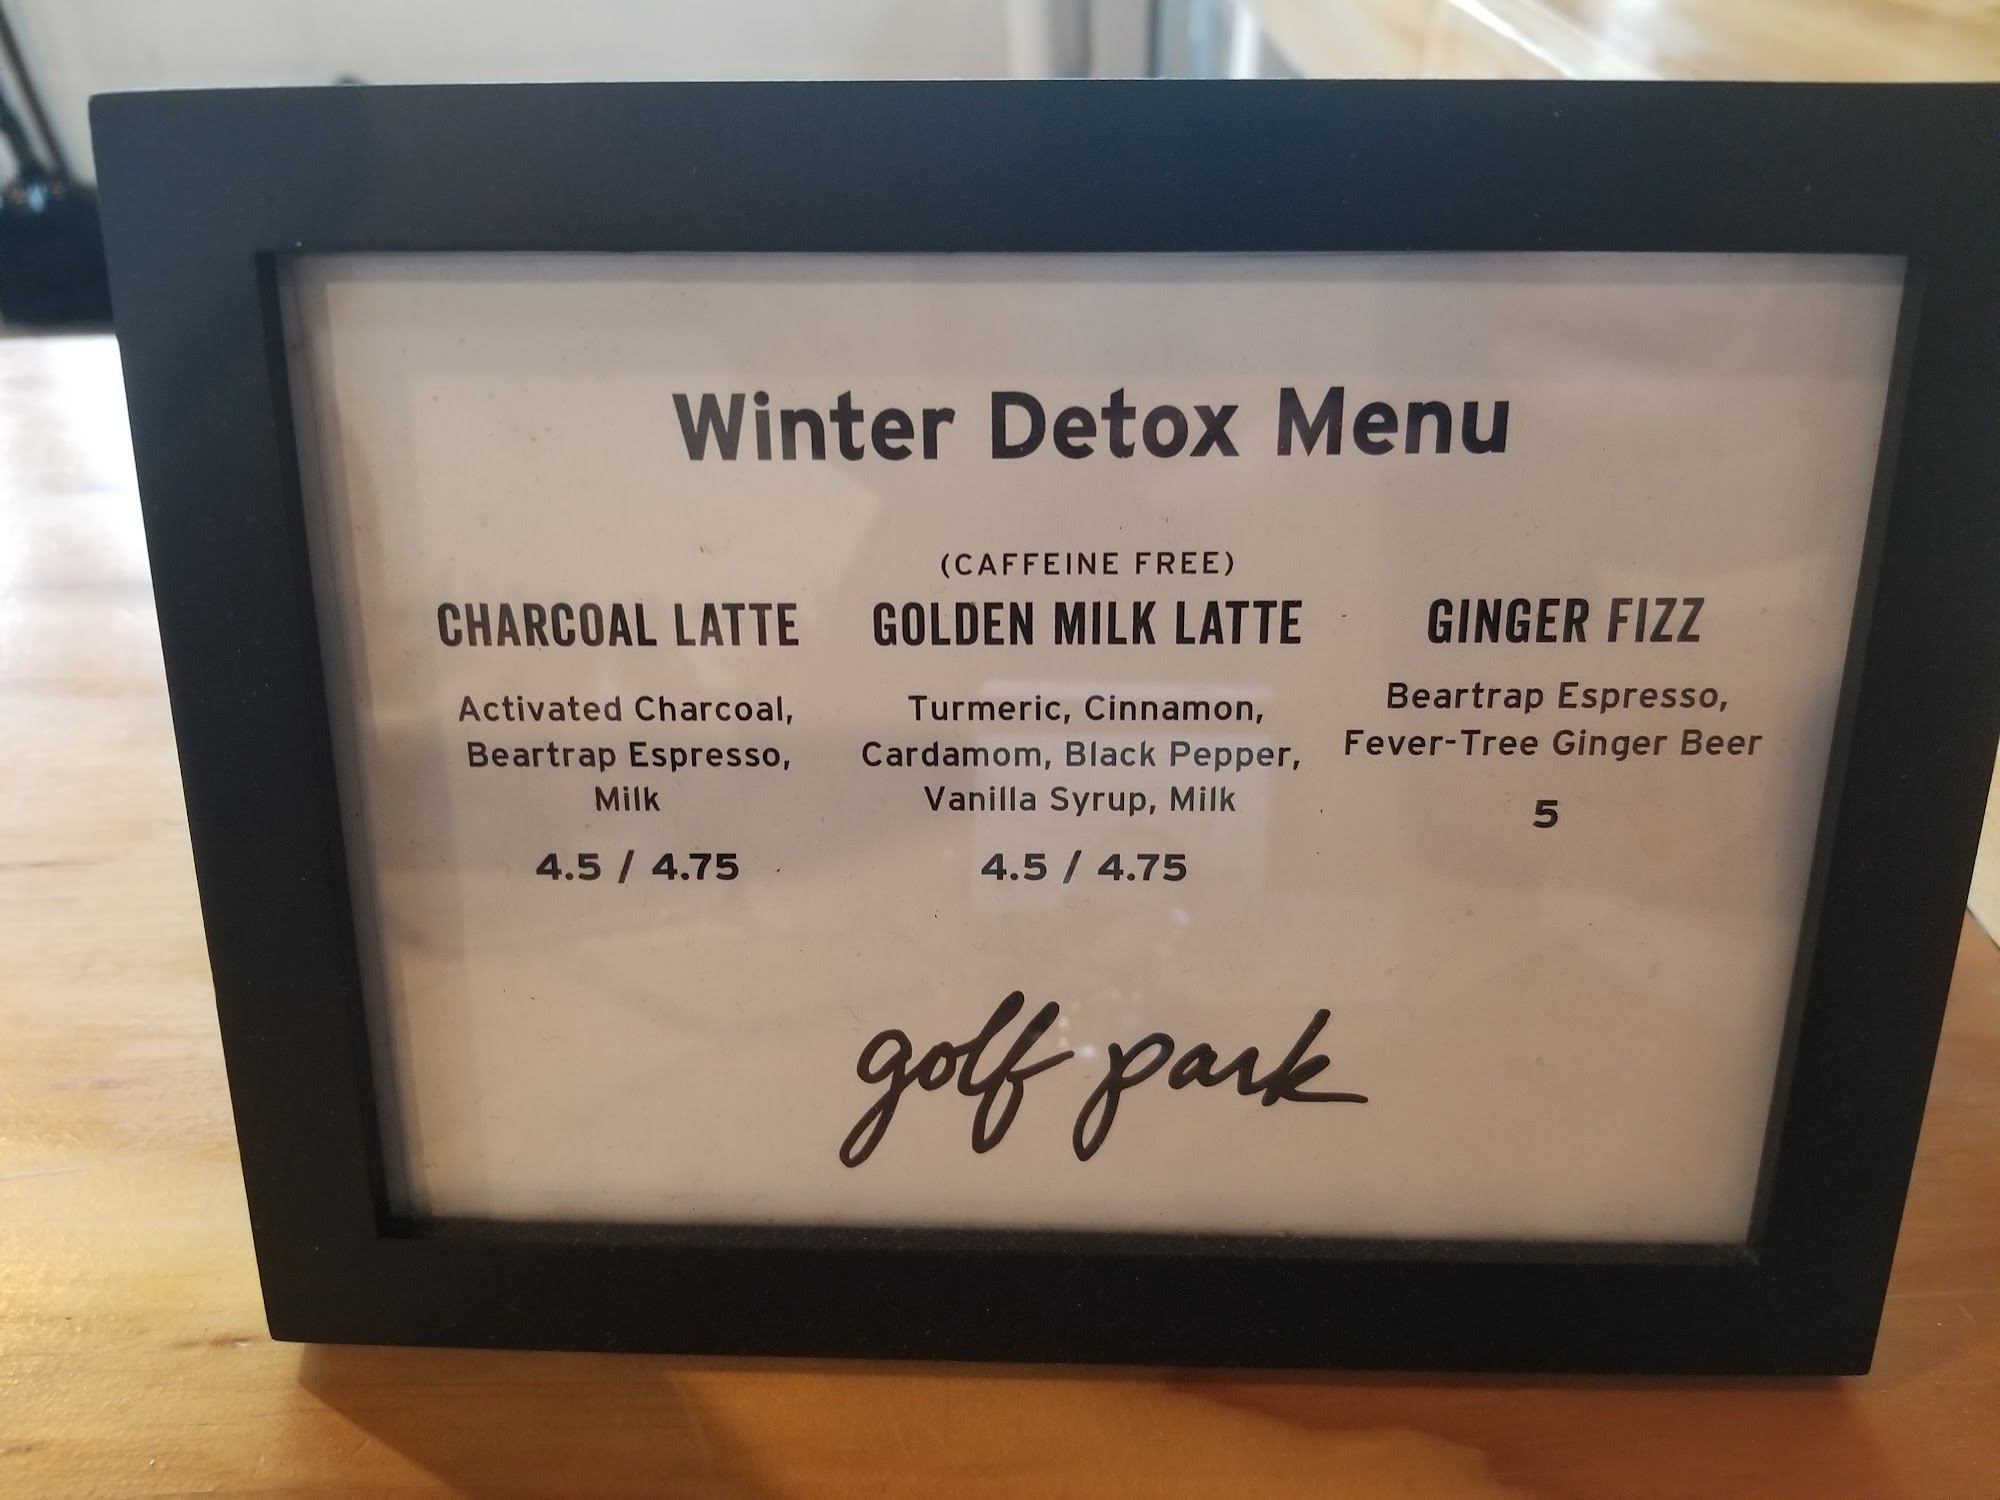 Winter Detox Menu
CHARCOAL LATTE
Activated Charcoal,
Beartrap Espresso,
Milk
4.5 / 4.75
(CAFFEINE FREE)
GOLDEN MILK LATTE
Turmeric, Cinnamon,
Cardamom, Black Pepper,
Vanilla Syrup, Milk
4.5 / 4.75
GINGER FIZZ
Beartrap Espresso,
Fever-Tree Ginger Beer
5
golf park